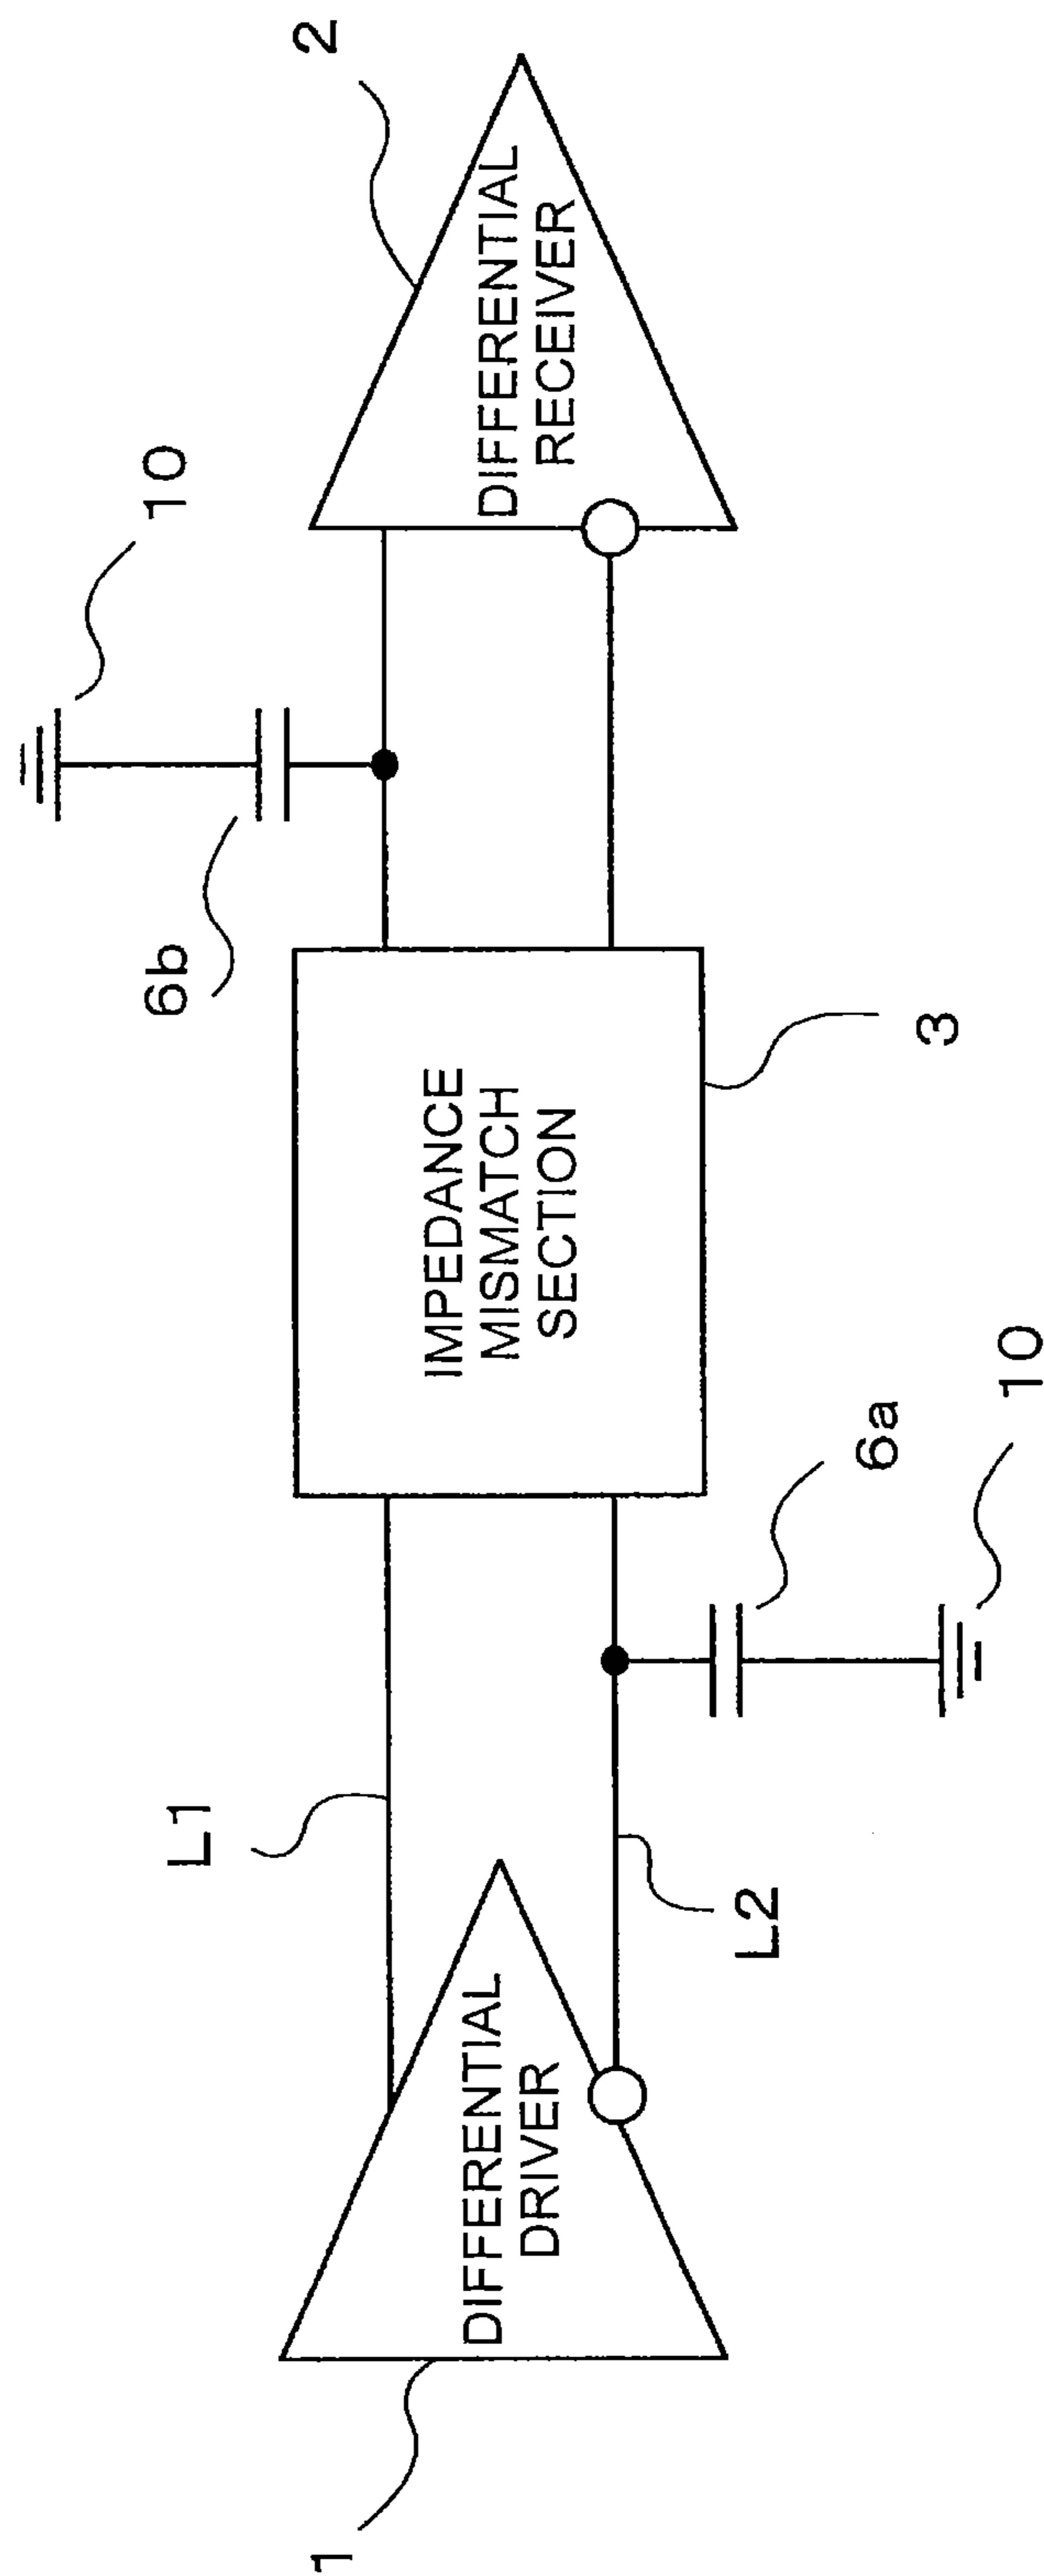 1
DIFFERENTIAL
DRIVER
L1
L2
6a
10
IMPEDANCE
MISMATCH
SECTION
3
6b
10
DIFFERENTIAL
RECEIVER
2